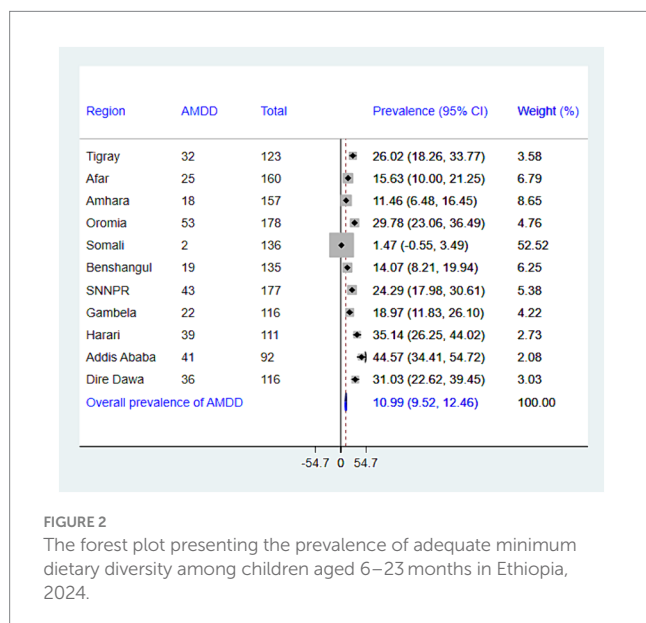 Region AMDD Total Prevalence (95% CI) Weight (%)
Tigray 32 123 26.02 (18.26, 33.77) 3.58
Afar 25 160 15.63 (10.00, 21.25) 6.79
Amhara 18 157 11.46 (6.48, 16.45) 8.65
Oromia 53 178 29.78 (23.06, 36.49) 4.76
Somali 2 136 1.47 (-0.55, 3.49) 52.52
Benshangul 19 135 14.07 (8.21, 19.94) 6.25
SNNPR 43 177 24.29 (17.98, 30.61) 5.38
Gambela 22 116 18.97 (11.83, 26.10) 4.22
Harari 39 111 35.14 (26.25, 44.02) 2.73
Addis Ababa 41 92 44.57 (34.41, 54.72) 2.08
Dire Dawa 36 116 31.03 (22.62, 39.45) 3.03
Overall prevalence of AMDD 10.99 (9.52, 12.46) 100.00
-54.7 0 54.7
FIGURE 2
The forest plot presenting the prevalence of adequate minimum
dietary diversity among children aged 6–23 months in Ethiopia,
2024.